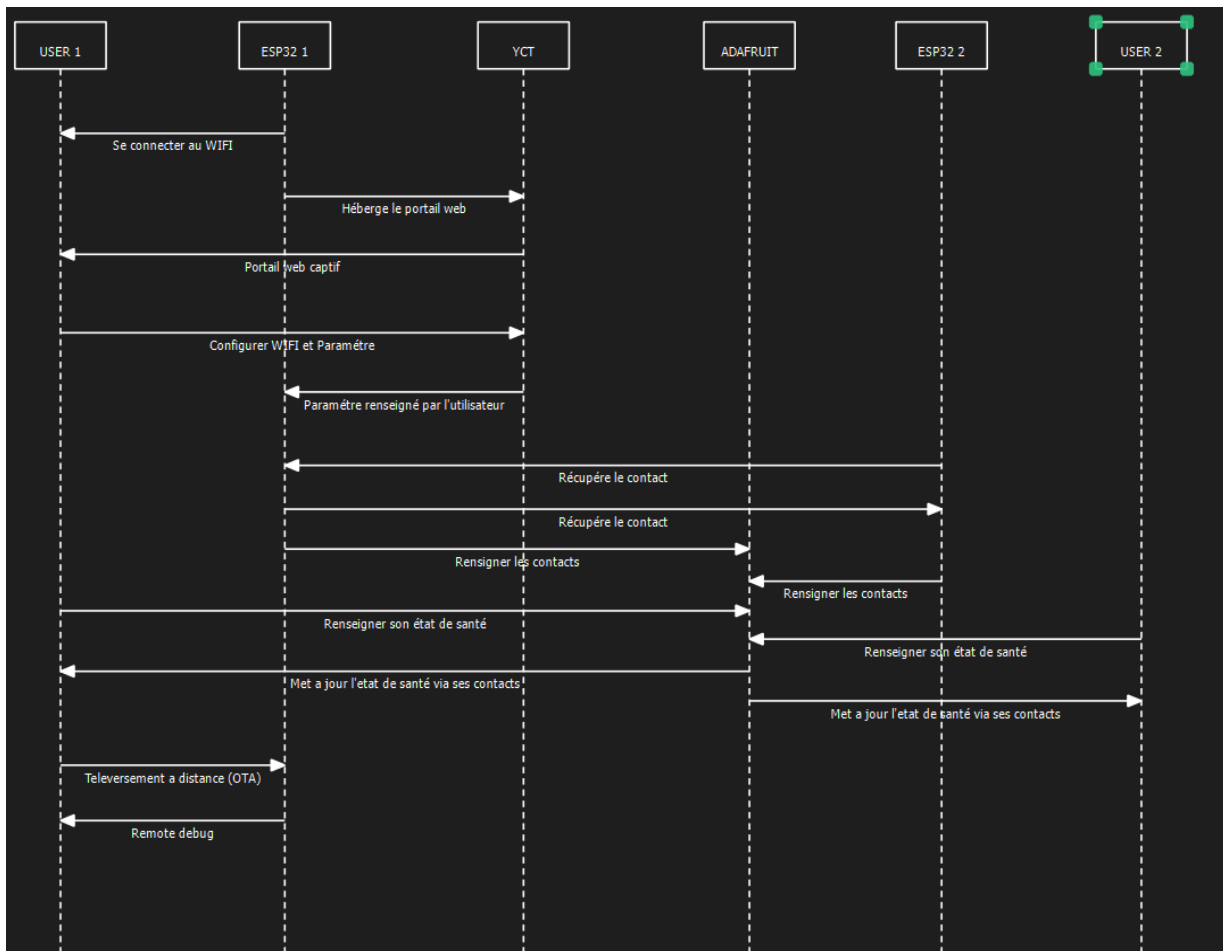 USER 1
ESP32 1
YCT
ADAFRUIT
ESP32 2
USER 2
Se connecter au WIFI
Héberge le portail web
Portail web captif
Configurer WIFI et Paramétre
Paramétre renseigné par l'utilisateur
Récupére le contact
Récupére le contact
Rensigner les contacts
Rensigner les contacts
Renseigner son état de santé
Renseigner son état de santé
Met a jour l'etat de santé via ses contacts
Met a jour l'etat de santé via ses contacts
Televersement a distance (OTA)
Remote debug